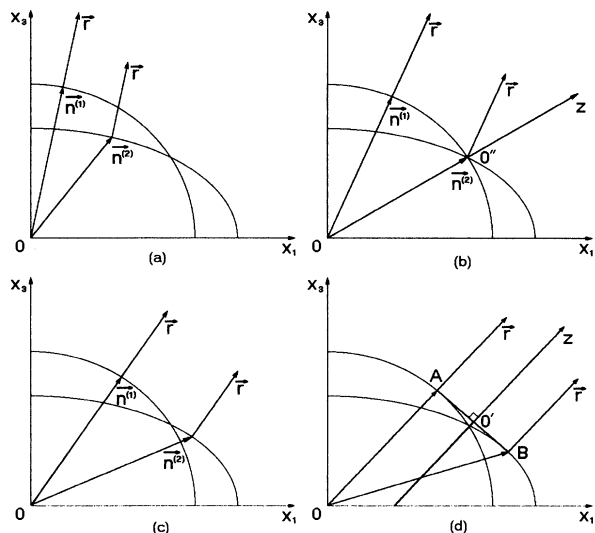 X₃
r⃗
r⃗
n⃗⁽¹⁾
n⃗⁽²⁾
0
X₁
(a)
X₃
r⃗
r⃗
n⃗⁽¹⁾
Z
0″
n⃗⁽²⁾
0
X₁
(b)
X₃
r⃗
r⃗
n⃗⁽¹⁾
n⃗⁽²⁾
0
X₁
(c)
X₃
r⃗
Z
A
r⃗
0′
B
0
X₁
(d)